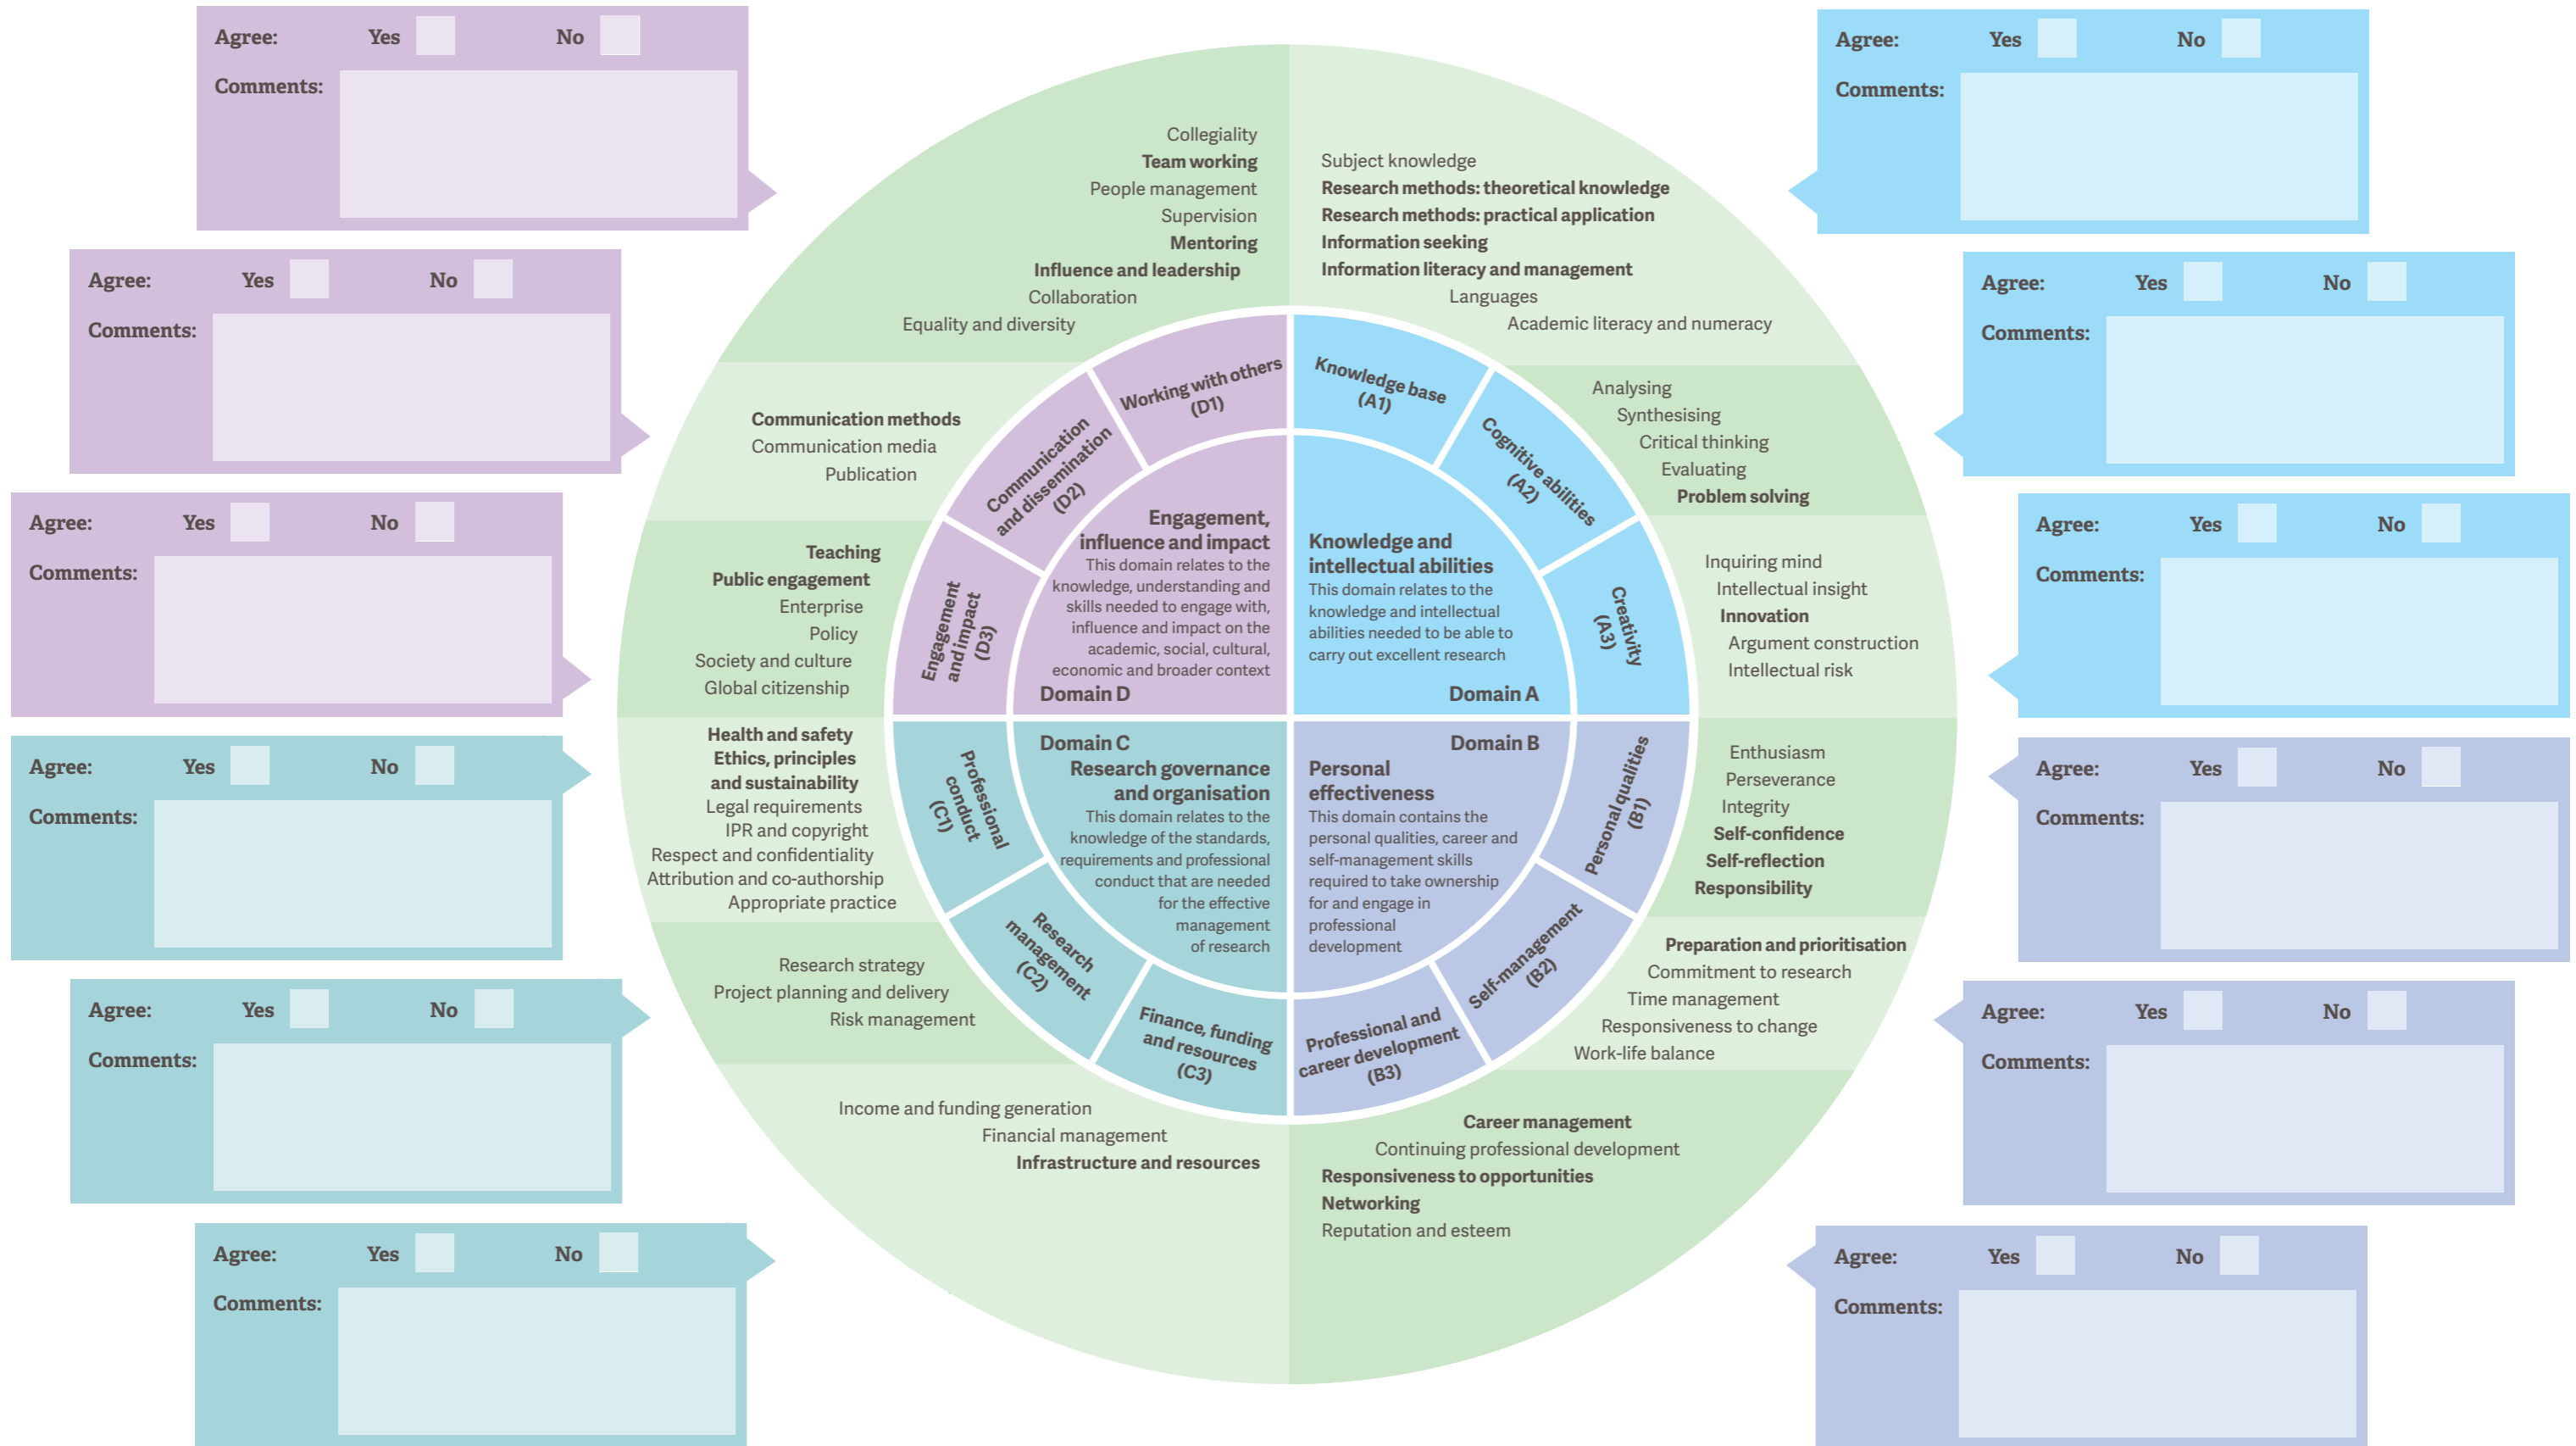 Agree: Yes No
Comments:
Agree: Yes No
Comments:
Agree: Yes No
Comments:
Agree: Yes No
Comments:
Agree: Yes No
Comments:
Agree: Yes No
Comments:
Collegiality
Team working
People management
Supervision
Mentoring
Influence and leadership
Collaboration
Equality and diversity
Communication methods
Communication media
Publication
Teaching
Public engagement
Enterprise
Policy
Society and culture
Global citizenship
Health and safety
Ethics, principles
and sustainability
Legal requirements
IPR and copyright
Respect and confidentiality
Attribution and co-authorship
Appropriate practice
Research strategy
Project planning and delivery
Risk management
Income and funding generation
Financial management
Infrastructure and resources
Working with others
(D1)
Communication
and dissemination
(D2)
Engagement
and impact
(D3)
Engagement,
influence and impact
This domain relates to the
knowledge, understanding and
skills needed to engage with,
influence and impact on the
academic, social, cultural,
economic and broader context
Domain D
Professional
conduct
(C1)
Research
management
(C2)
Finance, funding
and resources
(C3)
Domain C
Research governance
and organisation
This domain relates to the
knowledge of the standards,
requirements and professional
conduct that are needed
for the effective
management
of research
Knowledge base
(A1)
Cognitive abilities
(A2)
Creativity
(A3)
Knowledge and
intellectual abilities
This domain relates to the
knowledge and intellectual
abilities needed to be able to
carry out excellent research
Domain A
Domain B
Personal
effectiveness
This domain contains the
personal qualities, career and
self-management skills
required to take ownership
for and engage in
professional
development
Personal qualities
(B1)
Self-management
(B2)
Professional and
career development
(B3)
Subject knowledge
Research methods: theoretical knowledge
Research methods: practical application
Information seeking
Information literacy and management
Languages
Academic literacy and numeracy
Analysing
Synthesising
Critical thinking
Evaluating
Problem solving
Inquiring mind
Intellectual insight
Innovation
Argument construction
Intellectual risk
Enthusiasm
Perseverance
Integrity
Self-confidence
Self-reflection
Responsibility
Preparation and prioritisation
Commitment to research
Time management
Responsiveness to change
Work-life balance
Career management
Continuing professional development
Responsiveness to opportunities
Networking
Reputation and esteem
Agree: Yes No
Comments:
Agree: Yes No
Comments:
Agree: Yes No
Comments:
Agree: Yes No
Comments:
Agree: Yes No
Comments:
Agree: Yes No
Comments: